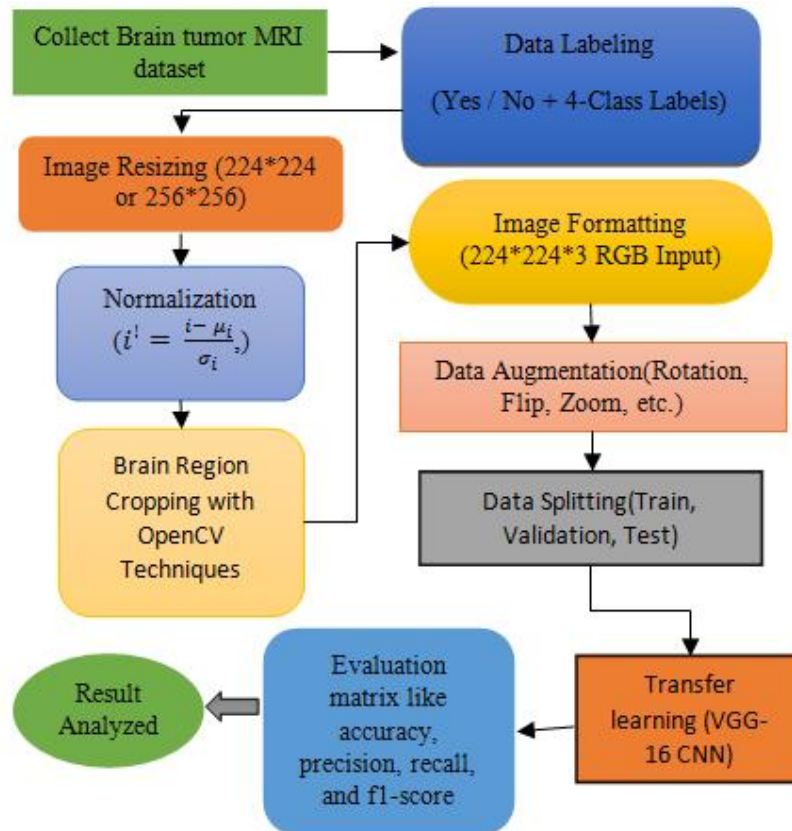 Collect Brain tumor MRI
dataset
Data Labeling
(Yes / No + 4-Class Labels)
Image Resizing (224*224
or 256*256)
Normalization
(i' = i− μi / σi,)
Brain Region
Cropping with
OpenCV
Techniques
Image Formatting
(224*224*3 RGB Input)
Data Augmentation(Rotation,
Flip, Zoom, etc.)
Data Splitting(Train,
Validation, Test)
Transfer
learning (VGG-
16 CNN)
Evaluation
matrix like
accuracy,
precision, recall,
and f1-score
Result
Analyzed